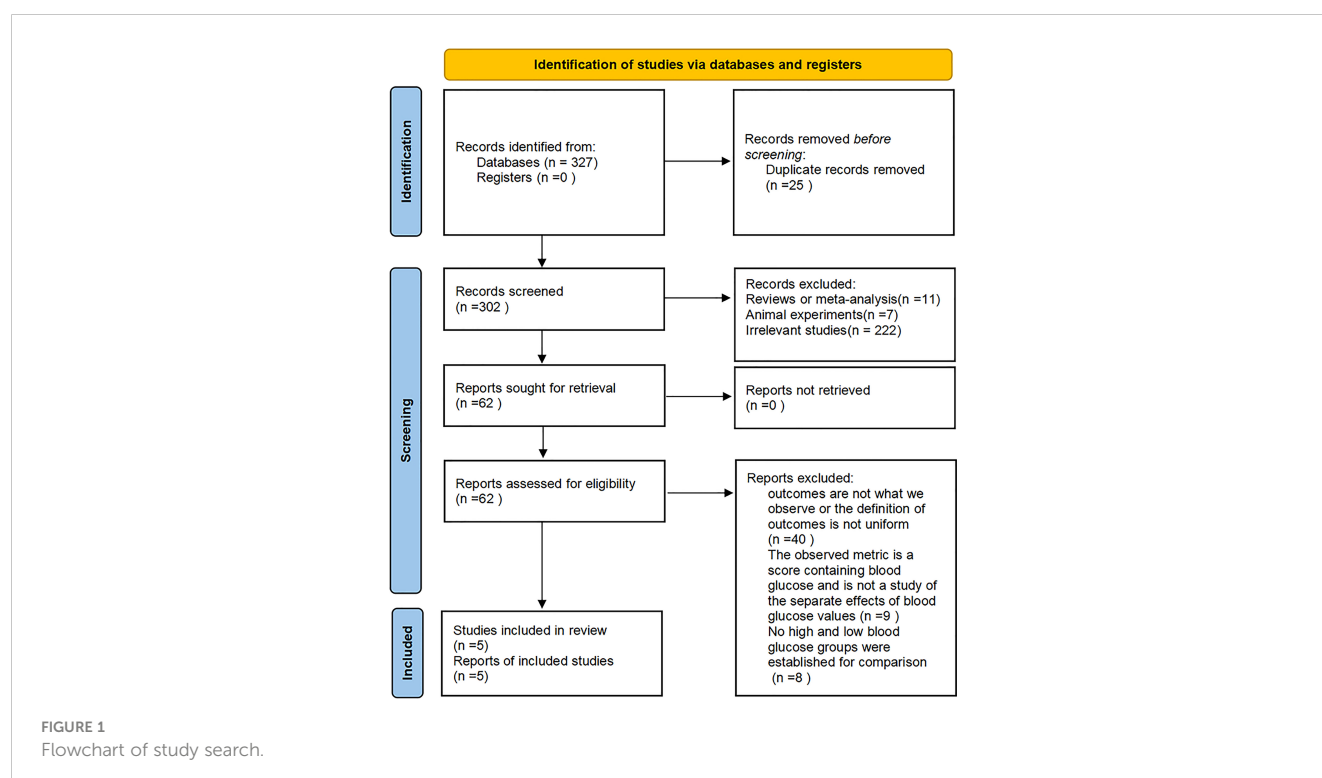 Identification of studies via databases and registers
Identification
Records identified from:
Databases (n = 327)
Registers (n =0 )
Records removed before
screening:
Duplicate records removed
(n =25 )
Screening
Records screened
(n =302 )
Records excluded:
Reviews or meta-analysis(n =11)
Animal experiments(n =7)
Irrelevant studies(n = 222)
Reports sought for retrieval
(n =62 )
Reports not retrieved
(n =0 )
Reports assessed for eligibility
(n =62 )
Reports excluded:
outcomes are not what we
observe or the definition of
outcomes is not uniform
(n =40 )
The observed metric is a
score containing blood
glucose and is not a study of
the separate effects of blood
glucose values (n =9 )
No high and low blood
glucose groups were
established for comparison
(n =8 )
Included
Studies included in review
(n =5)
Reports of included studies
(n =5)
FIGURE 1
Flowchart of study search.